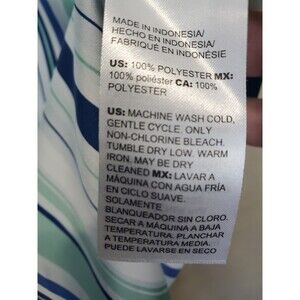 MADE IN INDONESIA/
HECHO EN INDONESIA/
FABRIQUÉ EN INDONÉSIE
US: 100% POLYESTER MX:
100% poliéster CA: 100%
POLYESTER
US: MACHINE WASH COLD,
GENTLE CYCLE. ONLY
NON-CHLORINE BLEACH.
TUMBLE DRY LOW. WARM
IRON. MAY BE DRY
CLEANED MX: LAVAR A
MÁQUINA CON AGUA FRÍA
EN CICLO SUAVE.
SOLAMENTE
BLANQUEADOR SIN CLORO.
SECAR A MÁQUINA A BAJA
TEMPERATURA. PLANCHAR
A TEMPERATURA MEDIA.
PUEDE LAVARSE EN SECO